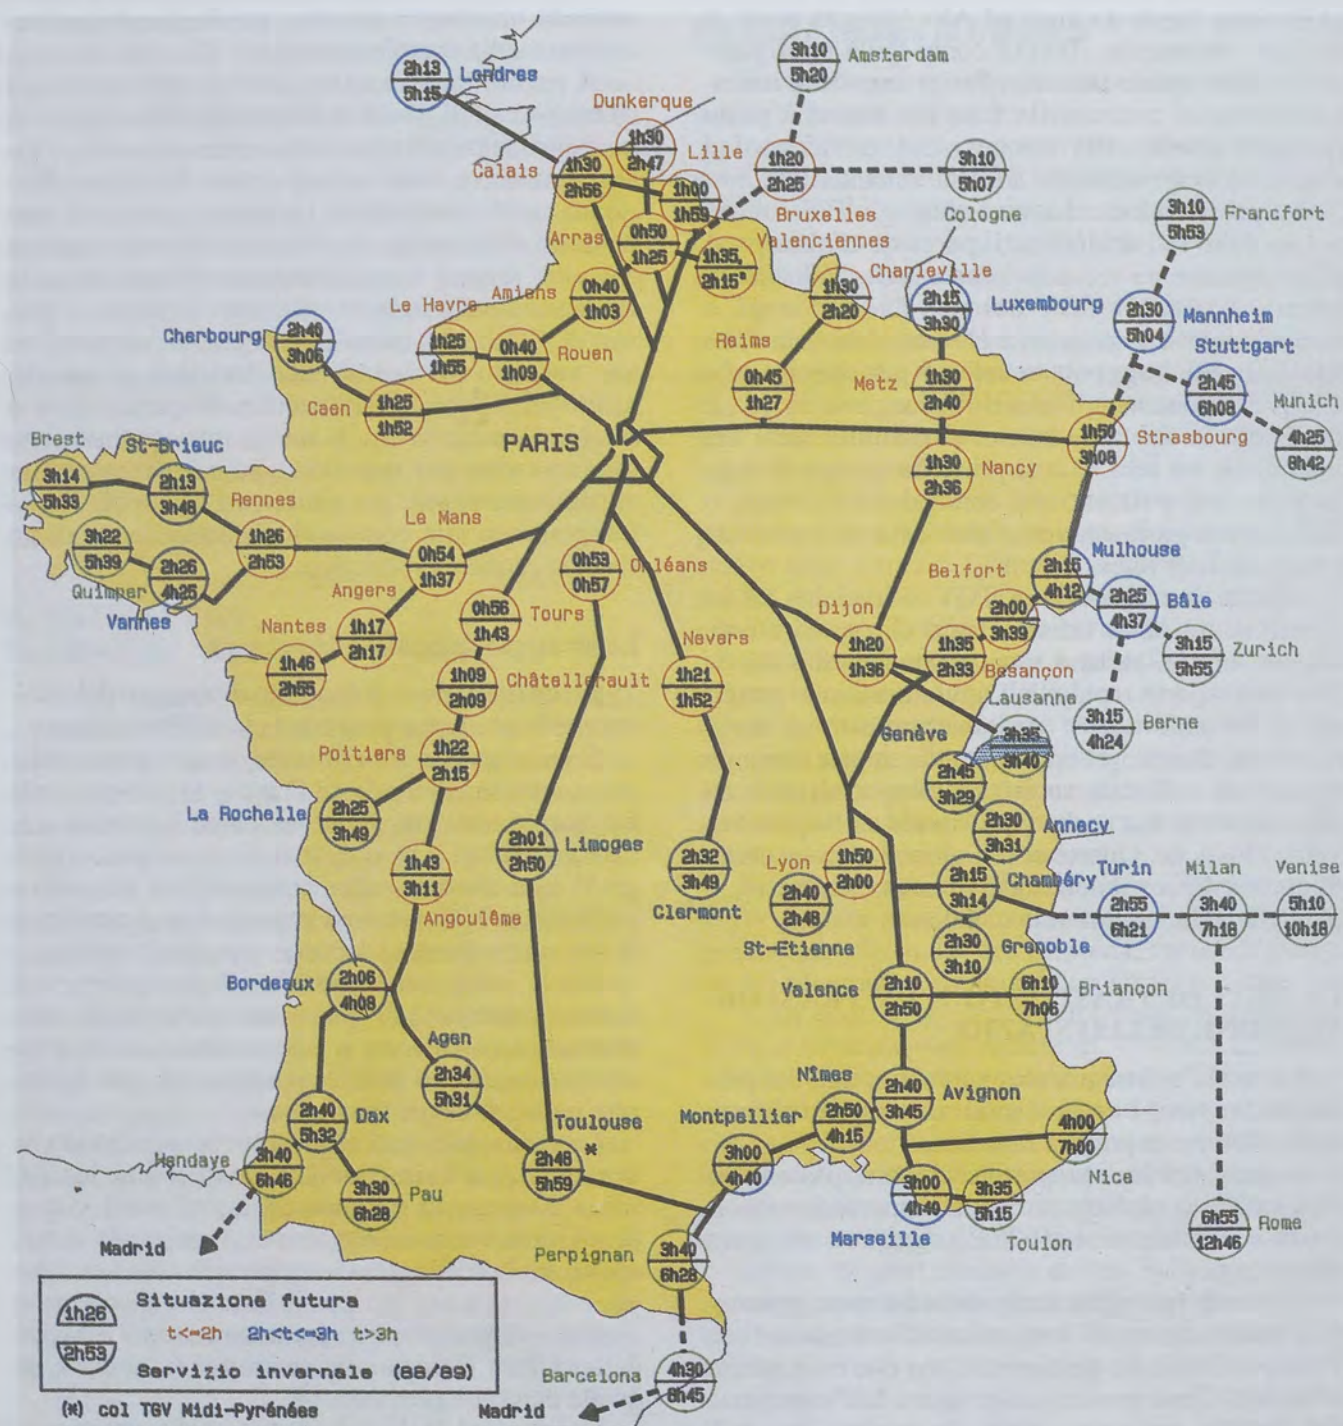 2h13
5h15
Londres
3h10
5h20
Amsterdam
Dunkerque
1h30
2h47
Calais
1h30
2h56
Lille
1h00
1h59
1h20
2h25
Bruxelles
3h10
5h07
Cologne
3h10
5h53
Francfort
Arras
0h50
1h25
Valenciennes
1h35
2h15*
Charleville
1h30
2h20
Luxembourg
2h15
3h30
2h30
5h04
Mannheim
Stuttgart
2h45
6h08
Munich
4h25
8h42
Le Havre
1h25
1h55
Amiens
0h40
1h03
Cherbourg
2h40
3h06
Rouen
0h40
1h09
Reims
0h45
1h27
Metz
1h30
2h40
Caen
1h25
1h52
PARIS
Strasbourg
1h50
3h08
Nancy
1h30
2h36
Brest
3h14
5h33
St-Brieuc
2h13
3h48
Rennes
1h26
2h53
Le Mans
0h54
1h37
Quimper
3h22
5h39
Vannes
2h26
4h25
0h53
0h57
Orléans
Mulhouse
2h15
4h12
Bâle
2h25
4h37
Belfort
2h00
3h39
Angers
1h17
2h17
Tours
0h56
1h43
Nantes
1h46
2h55
Nevers
1h21
1h52
Dijon
1h20
1h36
Besançon
1h35
2h33
Zurich
3h15
5h55
Châtellerault
1h09
2h09
Lausanne
3h35
3h40
Berne
3h15
4h24
Poitiers
1h22
2h15
Genève
2h45
3h29
La Rochelle
2h25
3h49
Limoges
2h01
2h50
Annecy
2h30
3h31
Angoulême
1h43
3h11
Clermont
2h32
3h49
Lyon
1h50
2h00
St-Etienne
2h40
2h48
Chambéry
2h15
3h14
Turin
2h55
6h21
Milan
3h40
7h18
Venise
5h10
10h18
Grenoble
2h30
3h10
Bordeaux
2h06
4h08
Valence
2h10
2h50
Briançon
6h10
7h06
Agen
2h34
5h31
Nîmes
2h50
4h15
Avignon
2h40
3h45
Dax
2h40
5h32
Toulouse
2h48
5h59
*
Montpellier
3h00
4h40
Nice
4h00
7h00
Hendaye
3h40
6h46
Pau
3h30
6h28
Marseille
3h00
4h40
Toulon
3h35
5h15
Rome
6h55
12h46
Madrid
Perpignan
3h40
6h28
Barcelona
4h30
8h45
Madrid
1h26
Situazione futura
t<=2h 2h<t<=3h t>3h
2h53
Servizio invernale (88/89)
(*) col TGV Midi-Pyrénées